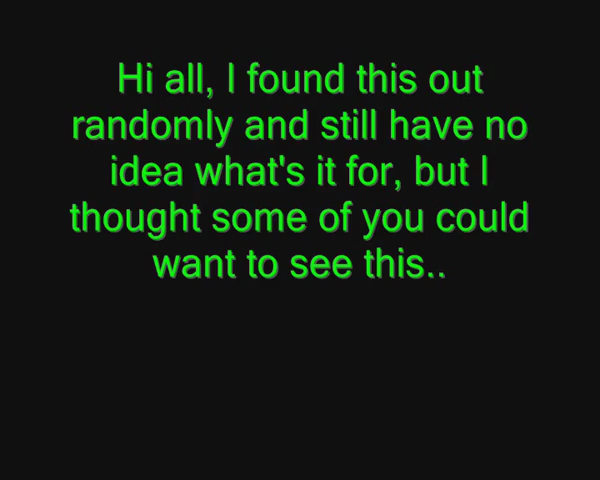 Hi all, I found this out
randomly and still have no
idea what's it for, but I
thought some of you could
want to see this..